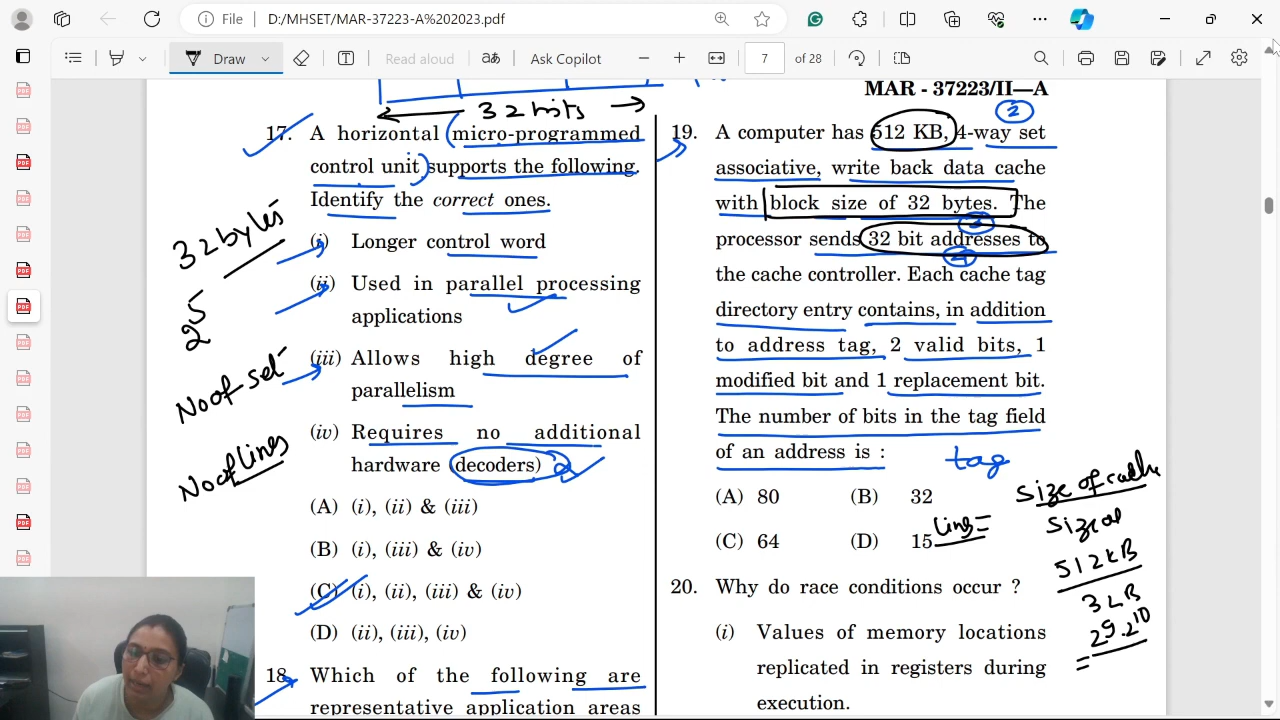 File
D:/MHSET/MAR-37223-A%202023.pdf
Draw
Read aloud
Ask Copilot
7
of 28
32 bits
17. A horizontal (micro-programmed
control unit) supports the following.
Identify the correct ones.
(i) Longer control word
(ii) Used in parallel processing
applications
(iii) Allows high degree of
parallelism
(iv) Requires no additional
hardware (decoders)
(A) (i), (ii) & (iii)
(B) (i), (iii) & (iv)
(C) (i), (ii), (iii) & (iv)
(D) (ii), (iii), (iv)
18. Which of the following are
representative application areas
32 bytes
2^5
No of set
No of lines
MAR - 37223/II—A
2
19. A computer has 512 KB, 4-way set
associative, write back data cache
with block size of 32 bytes. The
processor sends 32 bit addresses to
the cache controller. Each cache tag
directory entry contains, in addition
to address tag, 2 valid bits, 1
modified bit and 1 replacement bit.
The number of bits in the tag field
of an address is :
tag
(A) 80 (B) 32
(C) 64 (D) 15
20. Why do race conditions occur ?
(i) Values of memory locations
replicated in registers during
execution.
Size of cache
Size of
512KB
32B
2^9.2^10
=